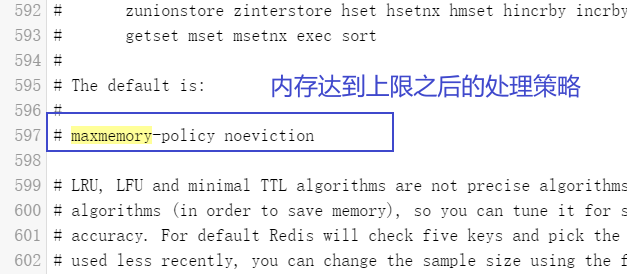 592 #       zunionstore zinterstore hset hsetnx hmset hincrby incrby
593 #       getset mset msetnx exec sort
594 #
595 # The default is:
内存达到上限之后的处理策略
596 #
597 # maxmemory-policy noeviction
598
599 # LRU, LFU and minimal TTL algorithms are not precise algorithms
600 # algorithms (in order to save memory), so you can tune it for s
601 # accuracy. For default Redis will check five keys and pick the
602 # used less recently, you can change the sample size using the f